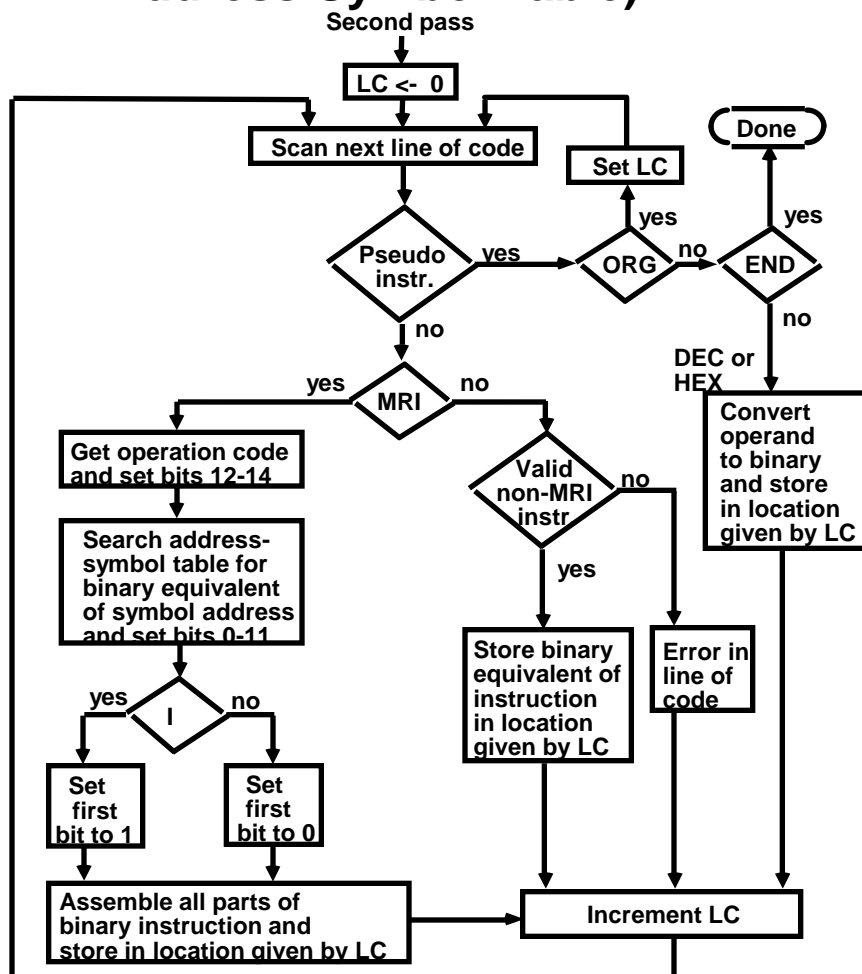 Second pass
LC <- 0
Scan next line of code
Done
Set LC
yes
yes
Pseudo
instr.
yes
ORG
no
END
no
no
DEC or
HEX
yes
MRI
no
Convert
operand
to binary
and store
in location
given by LC
Get operation code
and set bits 12-14
Valid
non-MRI
instr
no
Search address-
symbol table for
binary equivalent
of symbol address
and set bits 0-11
yes
Store binary
equivalent of
instruction
in location
given by LC
Error in
line of
code
yes
I
no
Set
first
bit to 1
Set
first
bit to 0
Assemble all parts of
binary instruction and
store in location given by LC
Increment LC